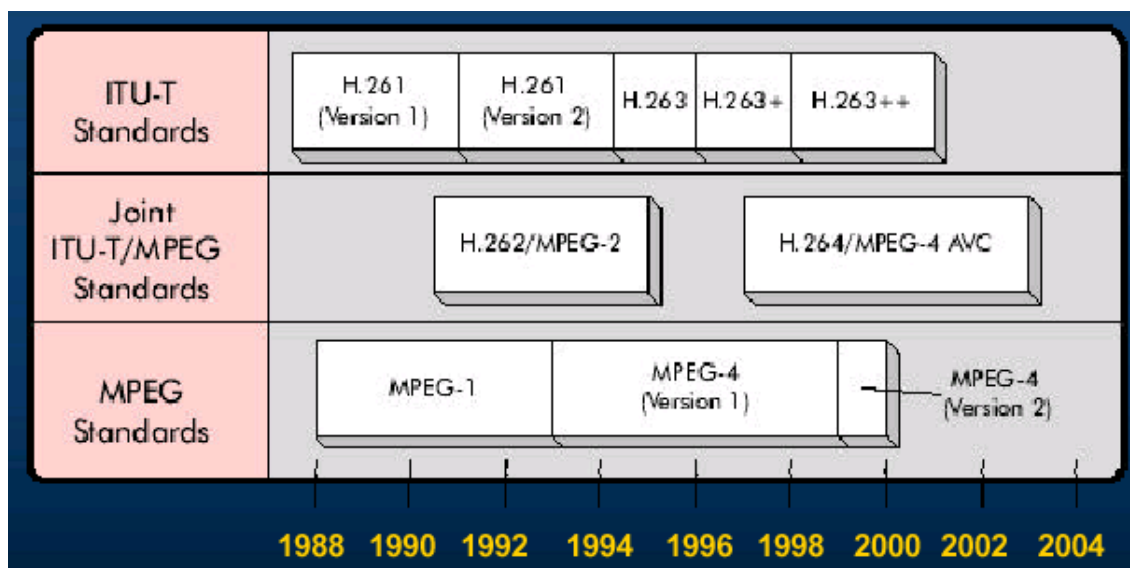 ITU-T
Standards
H.261
(Version 1)
H.261
(Version 2)
H.263
H.263+
H.263++
Joint
ITU-T/MPEG
Standards
H.262/MPEG-2
H.264/MPEG-4 AVC
MPEG
Standards
MPEG-1
MPEG-4
(Version 1)
MPEG-4
(Version 2)
1988 1990 1992 1994 1996 1998 2000 2002 2004